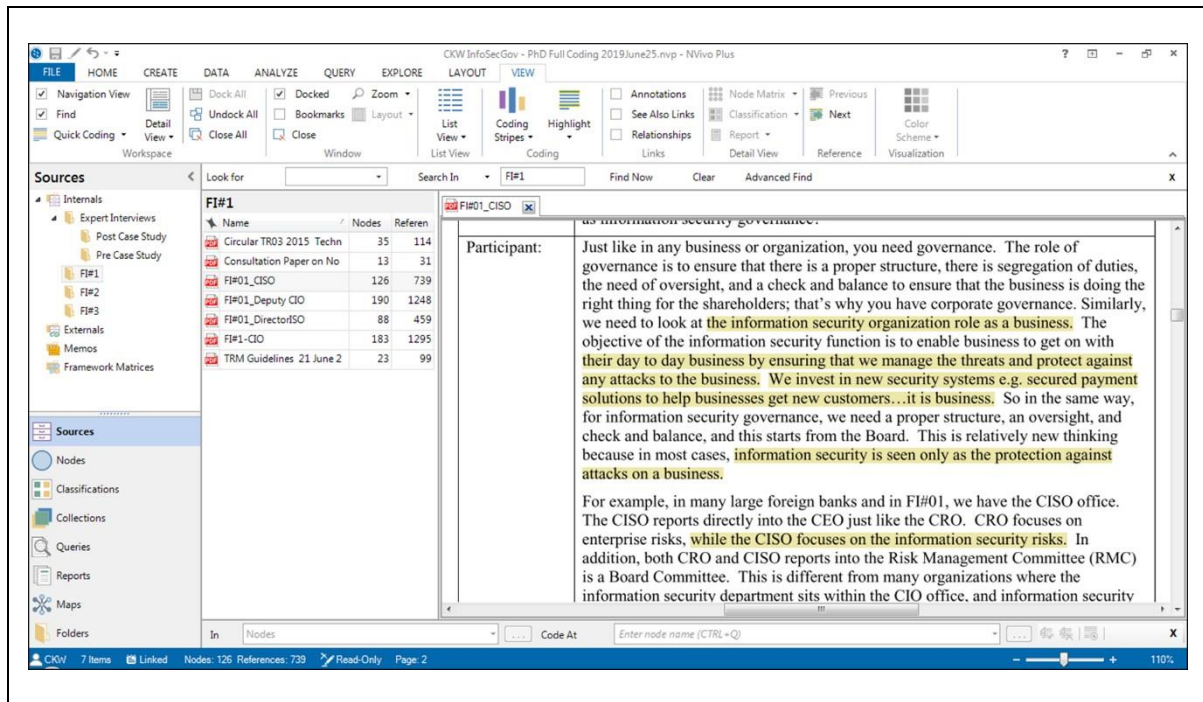 CKW InfoSecGov - PhD Full Coding 2019June25.nvp - NVivo Plus
FILE HOME CREATE DATA ANALYZE QUERY EXPLORE LAYOUT VIEW
Navigation View
Find
Quick Coding
Detail View
Workspace
Dock All
Undock All
Close All
Docked
Bookmarks
Close
Zoom
Layout
Window
List View
List View
Coding Stripes
Highlight
Coding
Annotations
See Also Links
Relationships
Links
Node Matrix
Classification
Report
Detail View
Previous
Next
Reference
Color Scheme
Visualization
Sources
Look for Search In FI#1 Find Now Clear Advanced Find X
Internals
Expert Interviews
Post Case Study
Pre Case Study
FI#1
FI#2
FI#3
Externals
Memos
Framework Matrices
Sources
Nodes
Classifications
Collections
Queries
Reports
Maps
Folders
FI#1
Name Nodes Referen
Circular TR03 2015 Techn 35 114
Consultation Paper on No 13 31
FI#01_CISO 126 739
FI#01_Deputy CIO 190 1248
FI#01_DirectorISO 88 459
FI#1-CIO 183 1295
TRM Guidelines 21 June 2 23 99
FI#01_CISO
as information security governance?
Participant: Just like in any business or organization, you need governance. The role of
governance is to ensure that there is a proper structure, there is segregation of duties,
the need of oversight, and a check and balance to ensure that the business is doing the
right thing for the shareholders; that's why you have corporate governance. Similarly,
we need to look at the information security organization role as a business. The
objective of the information security function is to enable business to get on with
their day to day business by ensuring that we manage the threats and protect against
any attacks to the business. We invest in new security systems e.g. secured payment
solutions to help businesses get new customers…it is business. So in the same way,
for information security governance, we need a proper structure, an oversight, and
check and balance, and this starts from the Board. This is relatively new thinking
because in most cases, information security is seen only as the protection against
attacks on a business.
For example, in many large foreign banks and in FI#01, we have the CISO office.
The CISO reports directly into the CEO just like the CRO. CRO focuses on
enterprise risks, while the CISO focuses on the information security risks. In
addition, both CRO and CISO reports into the Risk Management Committee (RMC)
is a Board Committee. This is different from many organizations where the
information security department sits within the CIO office, and information security
In Nodes ... Code At Enter node name (CTRL+Q) ... X
CKW 7 Items Linked Nodes: 126 References: 739 Read-Only Page: 2 110%